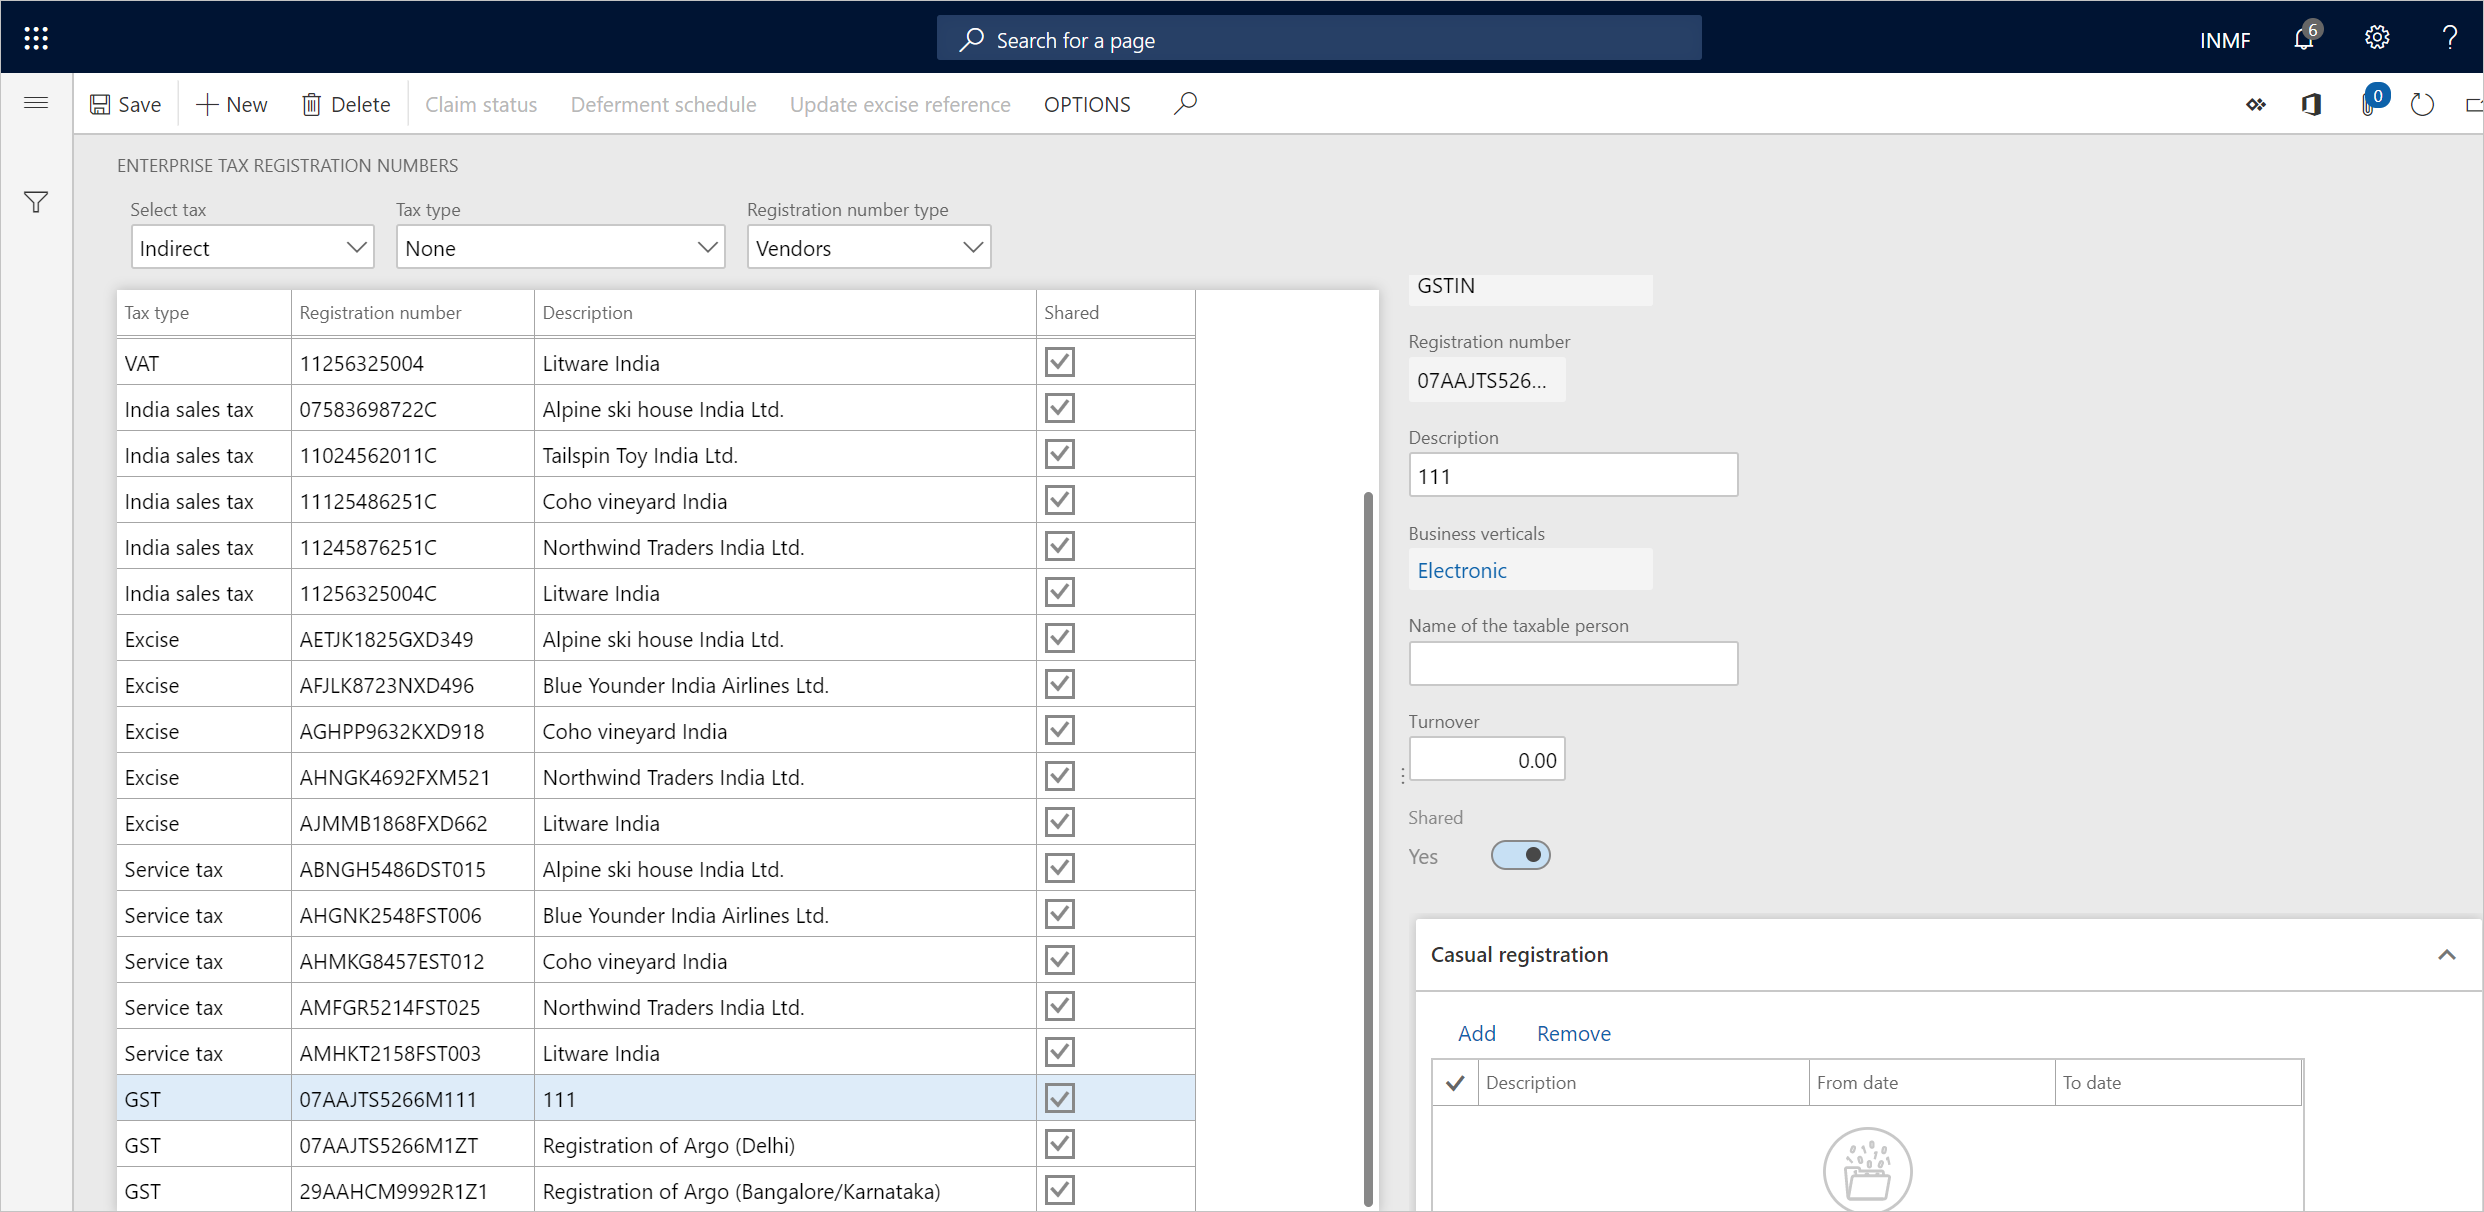 Search for a page
INMF
6
?
Save
New
Delete
Claim status
Deferment schedule
Update excise reference
OPTIONS
0
ENTERPRISE TAX REGISTRATION NUMBERS
Select tax
Tax type
Registration number type
Indirect
None
Vendors
Tax type Registration number Description Shared
VAT 11256325004 Litware India
India sales tax 07583698722C Alpine ski house India Ltd.
India sales tax 11024562011C Tailspin Toy India Ltd.
India sales tax 11125486251C Coho vineyard India
India sales tax 11245876251C Northwind Traders India Ltd.
India sales tax 11256325004C Litware India
Excise AETJK1825GXD349 Alpine ski house India Ltd.
Excise AFJLK8723NXD496 Blue Younder India Airlines Ltd.
Excise AGHPP9632KXD918 Coho vineyard India
Excise AHNGK4692FXM521 Northwind Traders India Ltd.
Excise AJMMB1868FXD662 Litware India
Service tax ABNGH5486DST015 Alpine ski house India Ltd.
Service tax AHGNK2548FST006 Blue Younder India Airlines Ltd.
Service tax AHMKG8457EST012 Coho vineyard India
Service tax AMFGR5214FST025 Northwind Traders India Ltd.
Service tax AMHKT2158FST003 Litware India
GST 07AAJTS5266M111 111
GST 07AAJTS5266M1ZT Registration of Argo (Delhi)
GST 29AAHCM9992R1Z1 Registration of Argo (Bangalore/Karnataka)
GSTIN
Registration number
07AAJTS526...
Description
111
Business verticals
Electronic
Name of the taxable person
Turnover
0.00
Shared
Yes
Casual registration
Add
Remove
Description From date To date